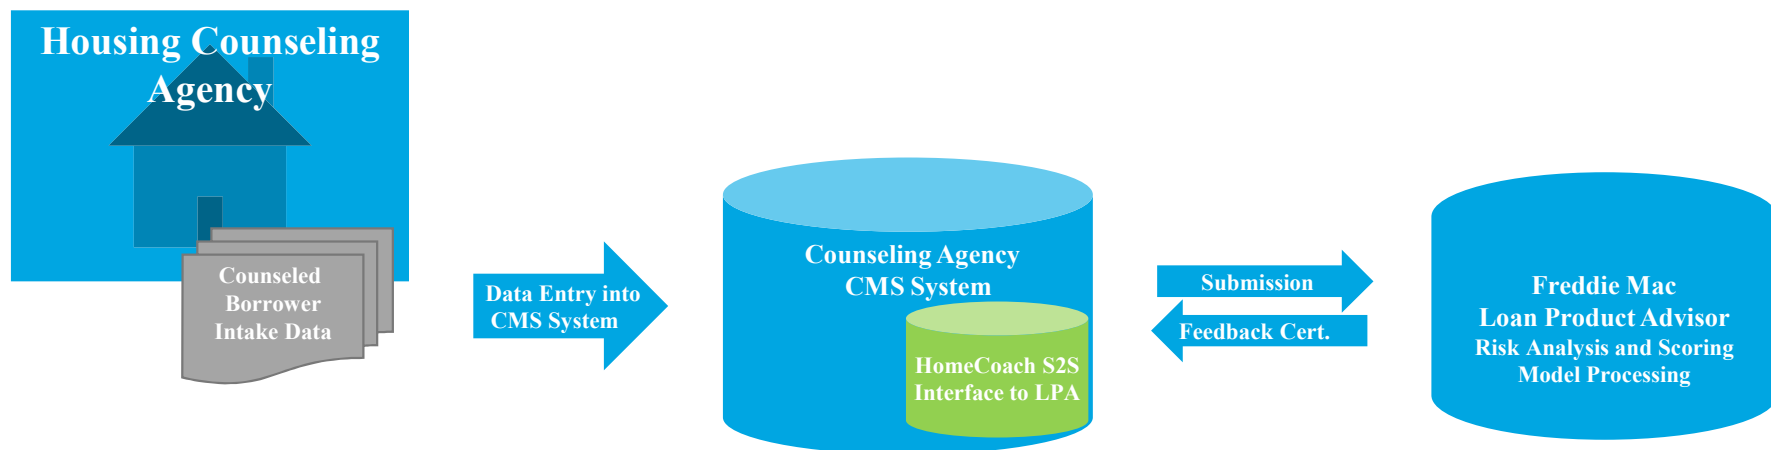 Housing Counseling
Agency
Counseled
Borrower
Intake Data
Data Entry into
CMS System
Counseling Agency
CMS System
HomeCoach S2S
Interface to LPA
Submission
Feedback Cert.
Freddie Mac
Loan Product Advisor
Risk Analysis and Scoring
Model Processing